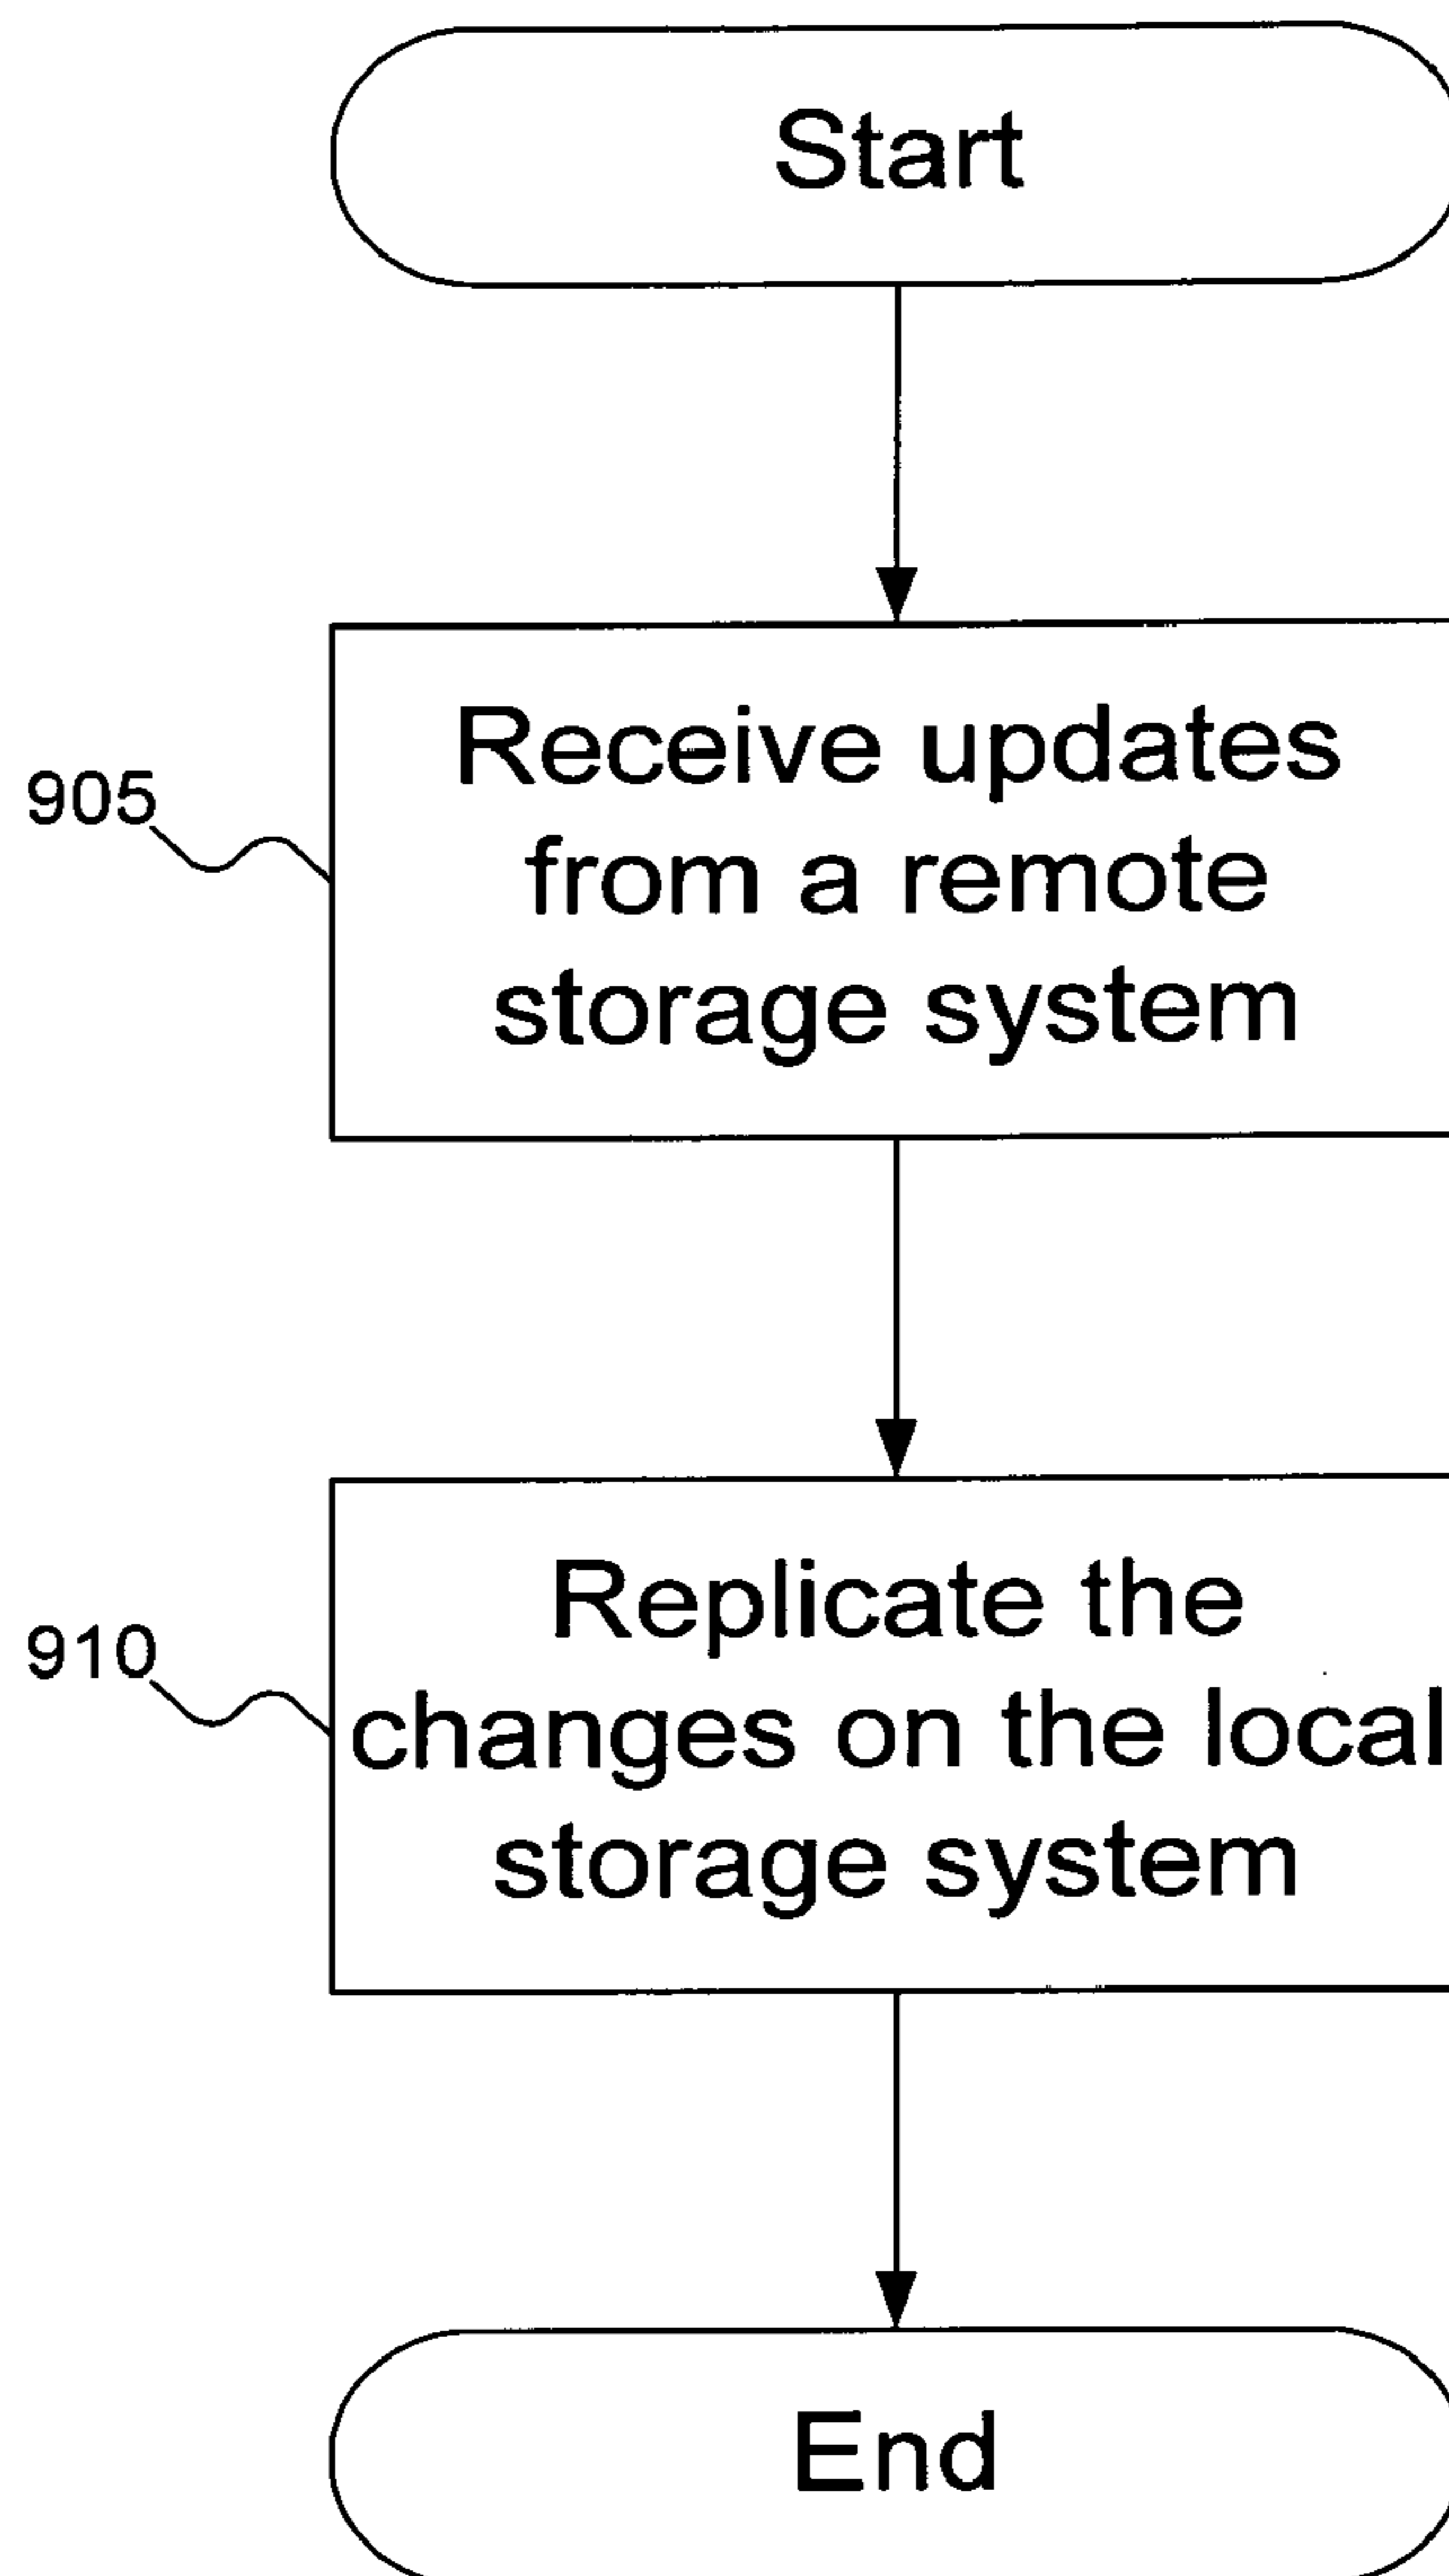 Start
905
Receive updates
from a remote
storage system
910
Replicate the
changes on the local
storage system
End